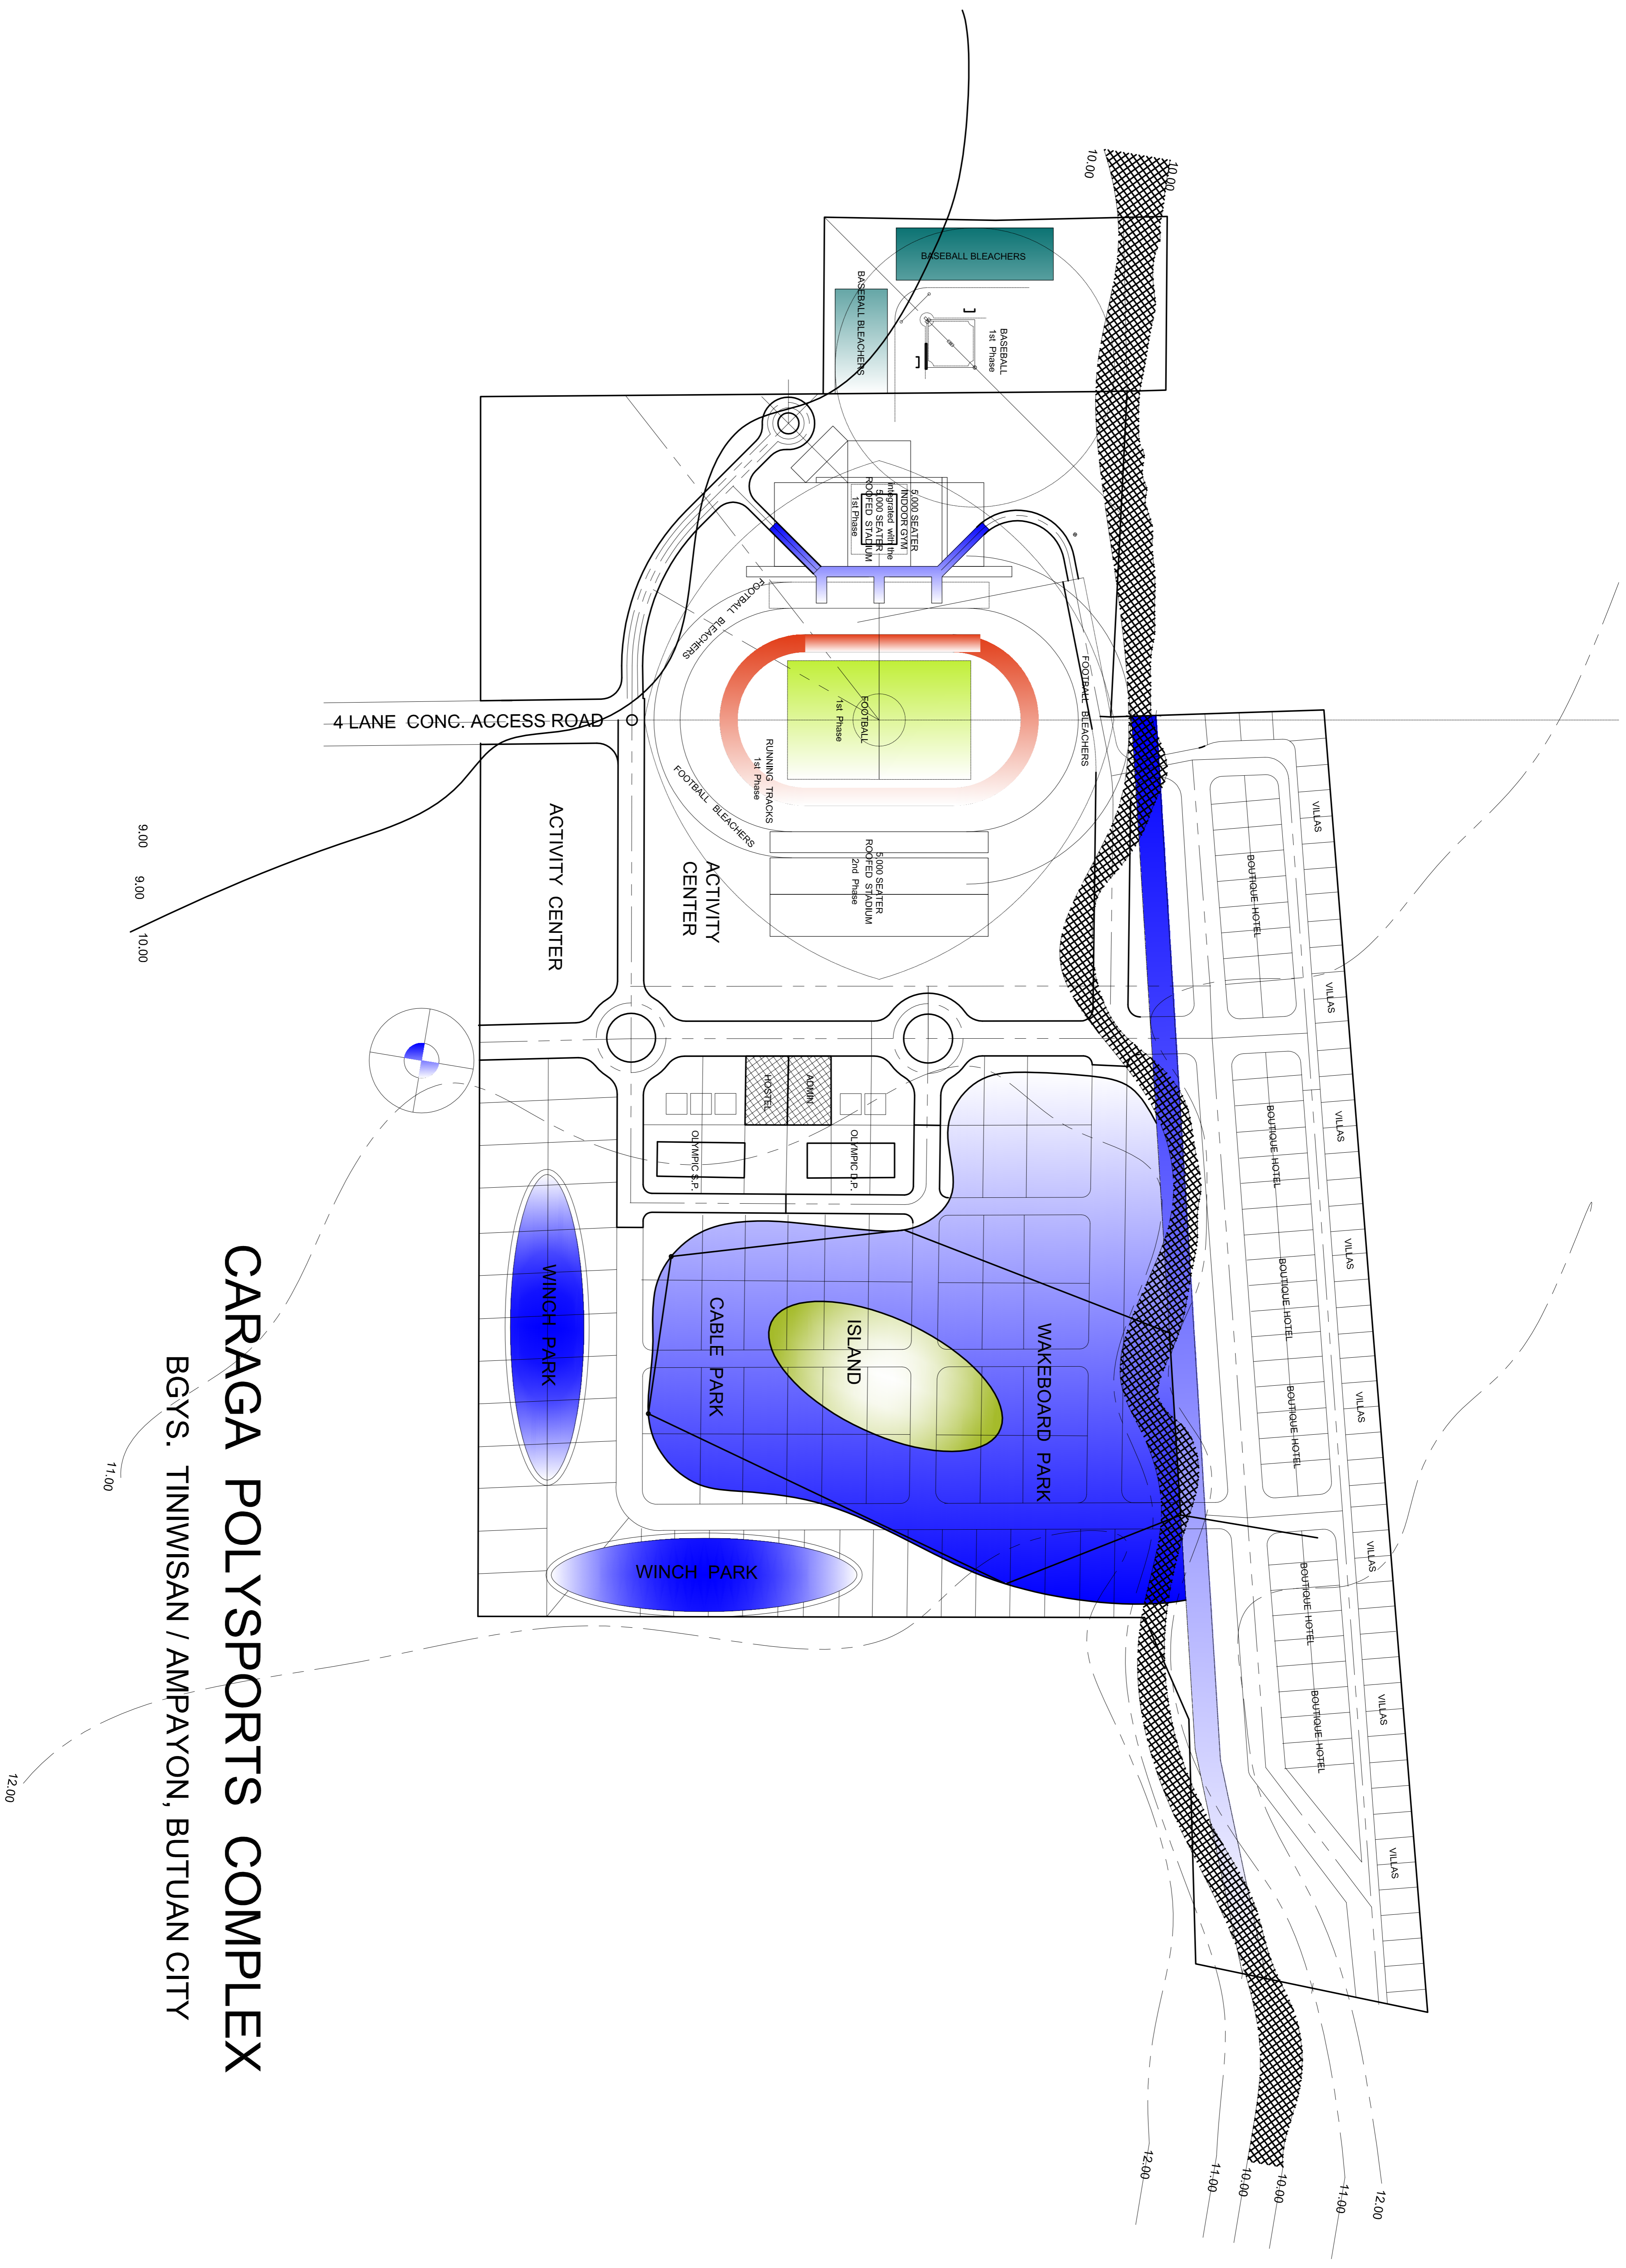 10.00
10.00
BASEBALL BLEACHERS
BASEBALL BLEACHERS
BASEBALL
1st Phase
5,000 SEATER
INDOOR GYM
integrated with the
5,000 SEATER
ROOFED STADIUM
1st Phase
FOOTBALL BLEACHERS
FOOTBALL BLEACHERS
FOOTBALL
1st Phase
4 LANE CONC. ACCESS ROAD
RUNNING TRACKS
1st Phase
FOOTBALL BLEACHERS
5,000 SEATER
ROOFED STADIUM
2nd Phase
ACTIVITY CENTER
ACTIVITY
CENTER
9.00
9.00
10.00
VILLAS
BOUTIQUE HOTEL
VILLAS
HOSTEL
ADMIN
OLYMPIC S.P.
OLYMPIC D.P.
BOUTIQUE HOTEL
VILLAS
BOUTIQUE HOTEL
VILLAS
WINCH PARK
CABLE PARK
ISLAND
WAKEBOARD PARK
BOUTIQUE HOTEL
VILLAS
WINCH PARK
BOUTIQUE HOTEL
VILLAS
BOUTIQUE HOTEL
VILLAS
VILLAS
CARAGA POLYSPORTS COMPLEX
BGYS. TINIWISAN / AMPAYON, BUTUAN CITY
11.00
12.00
12.00
11.00
10.00
10.00
11.00
12.00